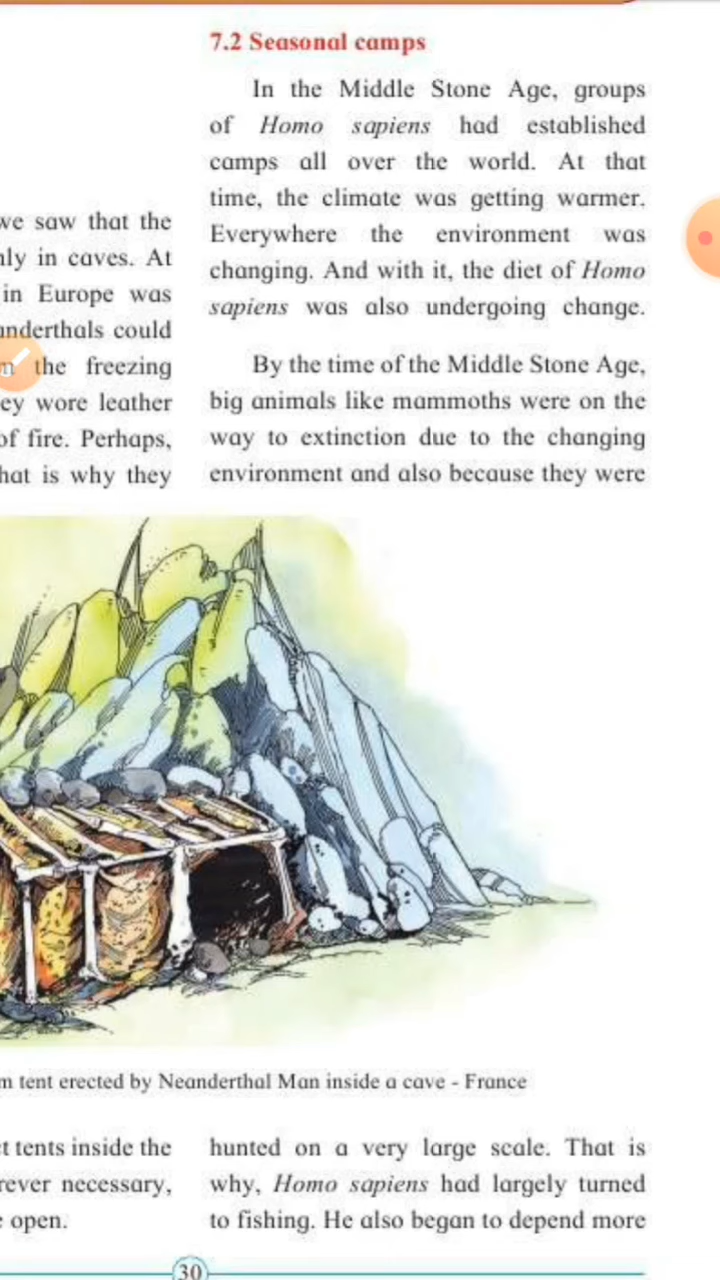 we saw that the
in caves. At
in Europe was
could
the freezing
wore leather
of fire. Perhaps,
is why they
7.2 Seasonal camps
In the Middle Stone Age, groups
of Homo sapiens had established
camps all over the world. At that
time, the climate was getting warmer.
Everywhere the environment was
changing. And with it, the diet of Homo
sapiens was also undergoing change.
By the time of the Middle Stone Age,
big animals like mammoths were on the
way to extinction due to the changing
environment and also because they were
tent erected by Neanderthal Man inside a cave - France
tents inside the
necessary,
open.
hunted on a very large scale. That is
why, Homo sapiens had largely turned
to fishing. He also began to depend more
30